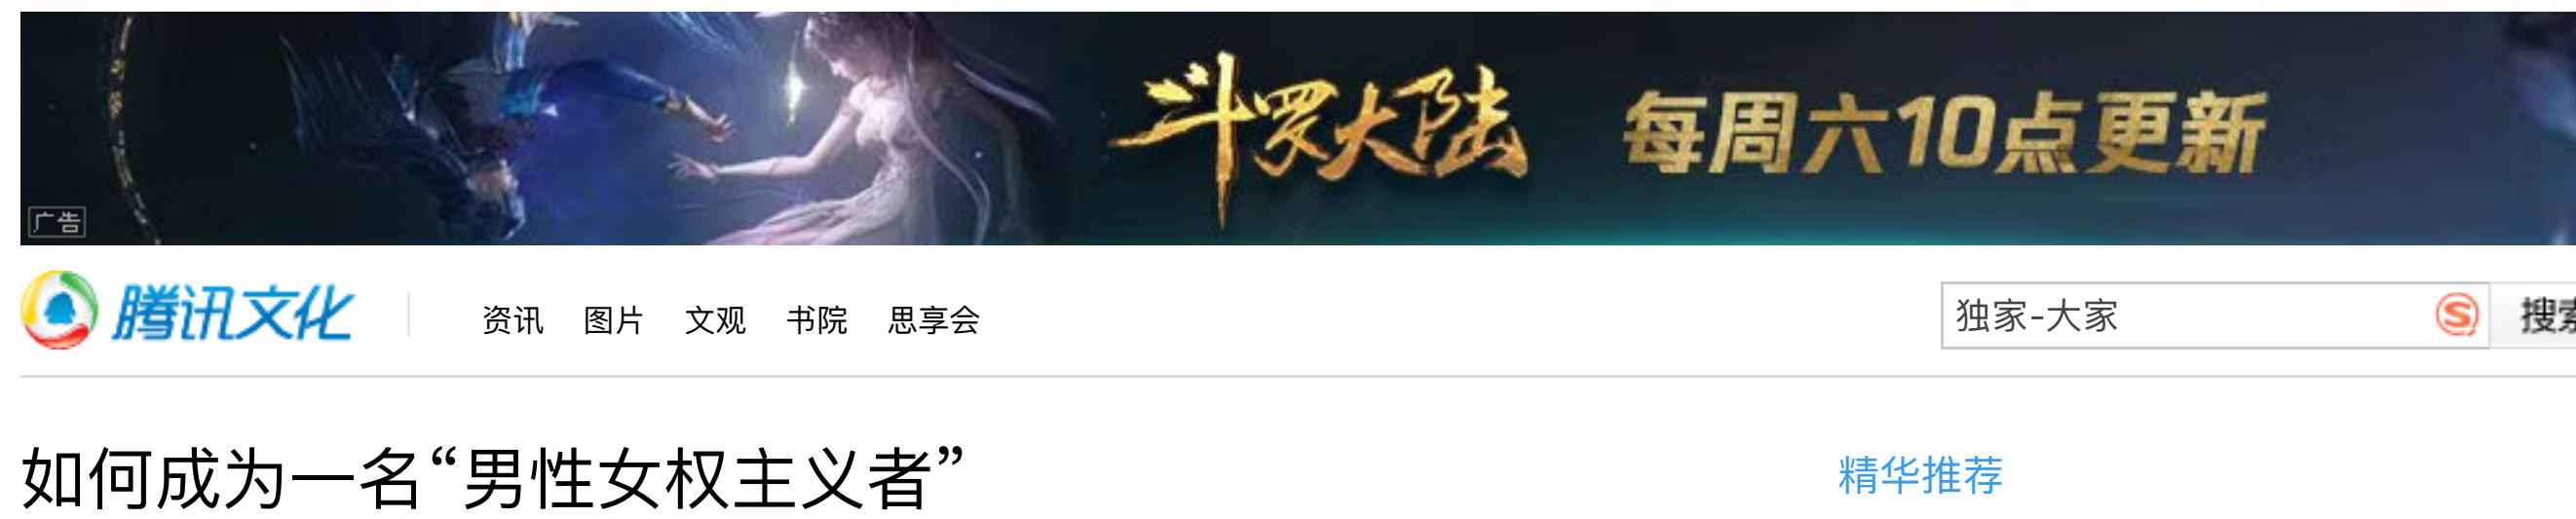 斗罗大陆 每周六10点更新
广告
腾讯文化 资讯 图片 文观 书院 思享会 独家-大家 搜索
如何成为一名“男性女权主义者” 精华推荐